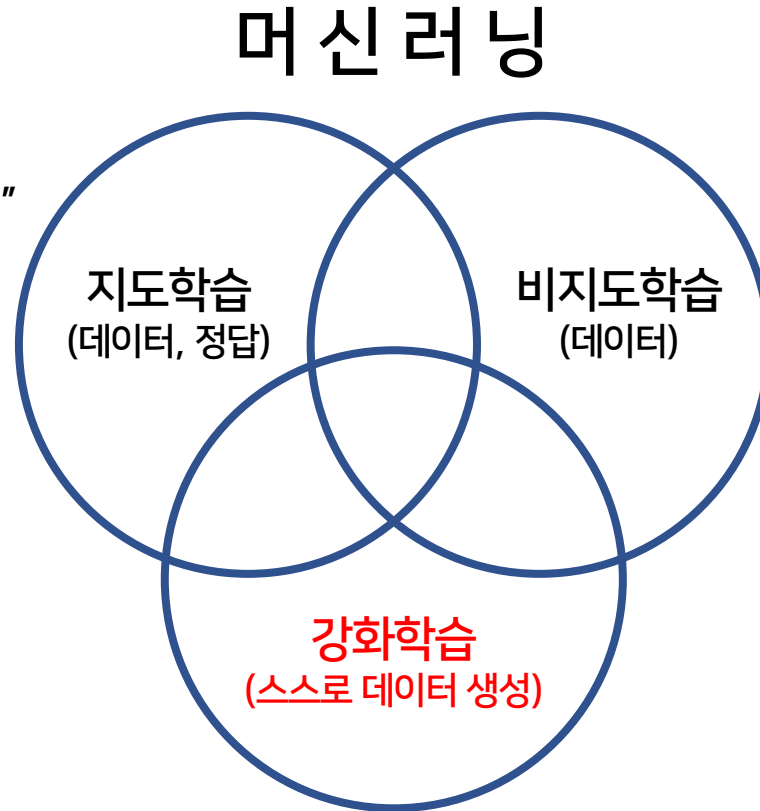 머신러닝
"
지도학습
(데이터, 정답)
비지도학습
(데이터)
강화학습
(스스로 데이터 생성)